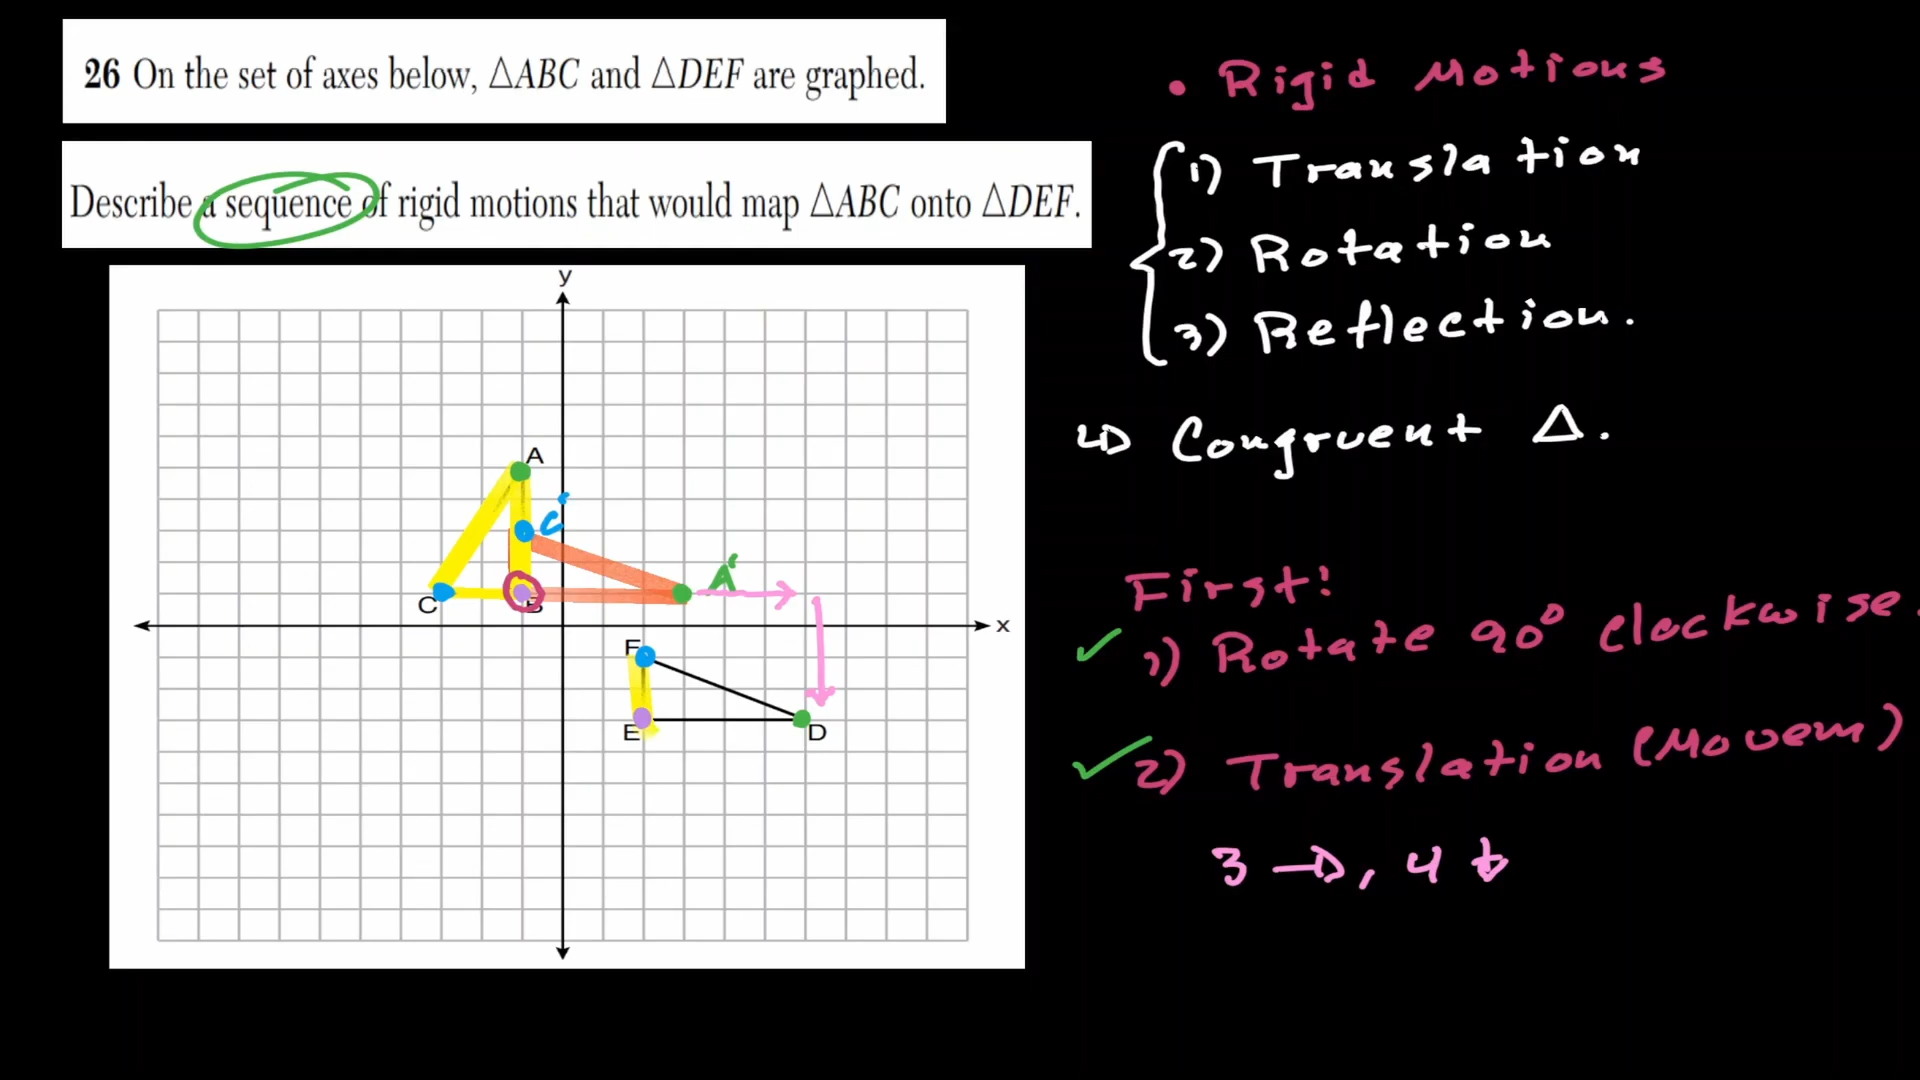 26 On the set of axes below, △ABC and △DEF are graphed.
Describe a sequence of rigid motions that would map △ABC onto △DEF.
y
A
C'
A'
C
B
x
F
E
D
• Rigid Motions
1) Translation
2) Rotation
3) Reflection.
Congruent △.
First!
✓ 1) Rotate 90° clockwise.
✓ 2) Translation (Movem)
3 →, 4 ↓